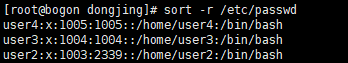 [root@bogon dongjing]# sort -r /etc/passwd
user4:x:1005:1005::/home/user4:/bin/bash
user3:x:1004:1004::/home/user3:/bin/bash
user2:x:1003:2339::/home/user2:/bin/bash